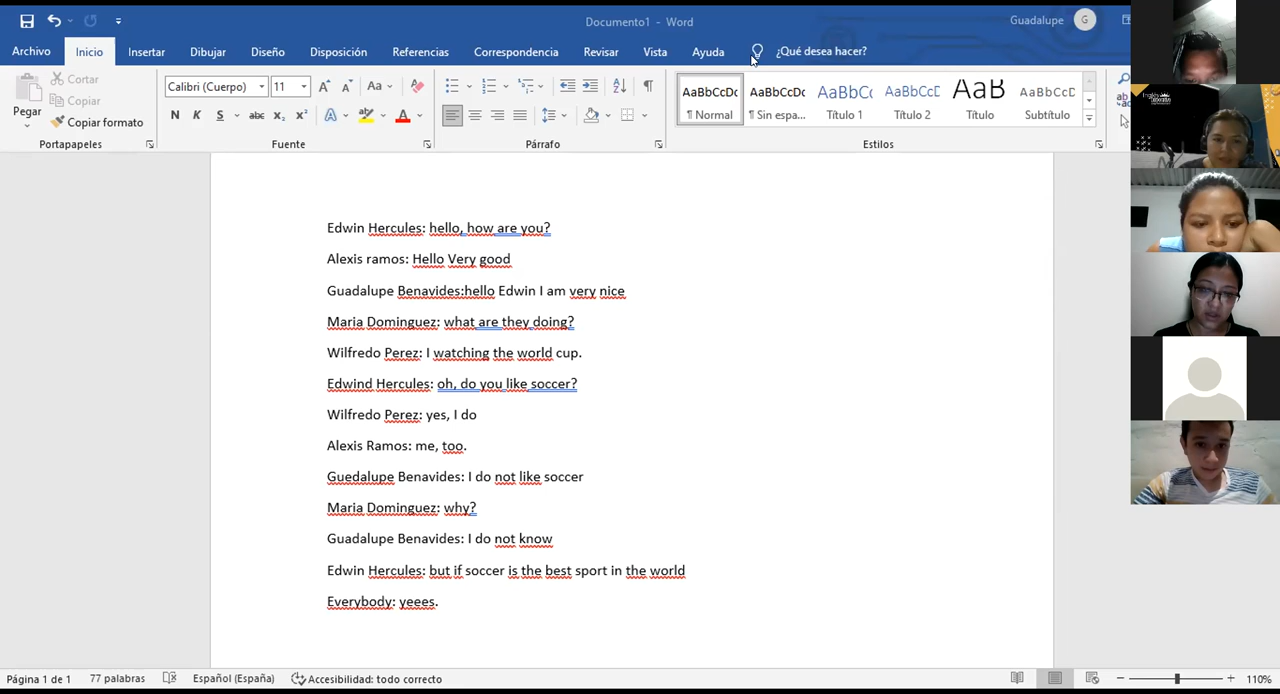 Documento1 - Word
Guadalupe
G
Archivo
Inicio
Insertar
Dibujar
Diseño
Disposición
Referencias
Correspondencia
Revisar
Vista
Ayuda
¿Qué desea hacer?
Pegar
Cortar
Copiar
Copiar formato
Portapapeles
Calibri (Cuerpo)
11
Fuente
Párrafo
AaBbCcDc
¶ Normal
AaBbCcDc
¶ Sin espa...
AaBbCc
Título 1
AaBbCcD
Título 2
AaB
Título
AaBbCcD
Subtítulo
Estilos
Edwin Hercules: hello, how are you?
Alexis ramos: Hello Very good
Guadalupe Benavides:hello Edwin I am very nice
Maria Dominguez: what are they doing?
Wilfredo Perez: I watching the world cup.
Edwind Hercules: oh, do you like soccer?
Wilfredo Perez: yes, I do
Alexis Ramos: me, too.
Guedalupe Benavides: I do not like soccer
Maria Dominguez: why?
Guadalupe Benavides: I do not know
Edwin Hercules: but if soccer is the best sport in the world
Everybody: yeees.
Página 1 de 1
77 palabras
Español (España)
Accesibilidad: todo correcto
110%